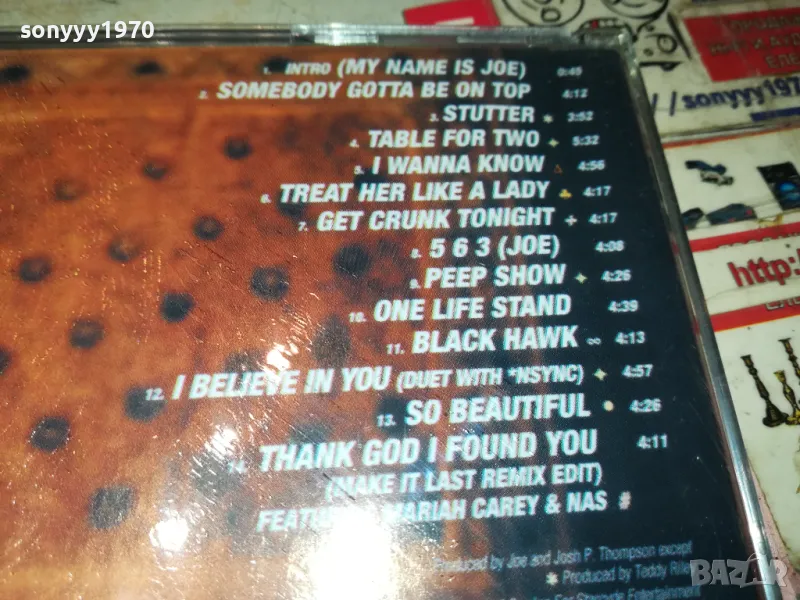 sonyyy1970
1. INTRO (MY NAME IS JOE) 0:45
2. SOMEBODY GOTTA BE ON TOP 4:12
3. STUTTER * 3:52
4. TABLE FOR TWO + 5:32
5. I WANNA KNOW △ 4:56
6. TREAT HER LIKE A LADY ♣ 4:17
7. GET CRUNK TONIGHT + 4:17
8. 5 6 3 (JOE) 4:08
9. PEEP SHOW + 4:26
10. ONE LIFE STAND 4:39
11. BLACK HAWK ∞ 4:13
12. I BELIEVE IN YOU (DUET WITH *NSYNC) + 4:57
13. SO BEAUTIFUL • 4:26
14. THANK GOD I FOUND YOU 4:11
(MAKE IT LAST REMIX EDIT)
MARIAH CAREY & NAS #
Produced by Joe and Josh P. Thompson except
* Produced by Teddy
For Entertainment
//sonyyy1970
http:/
BAZAR.BG